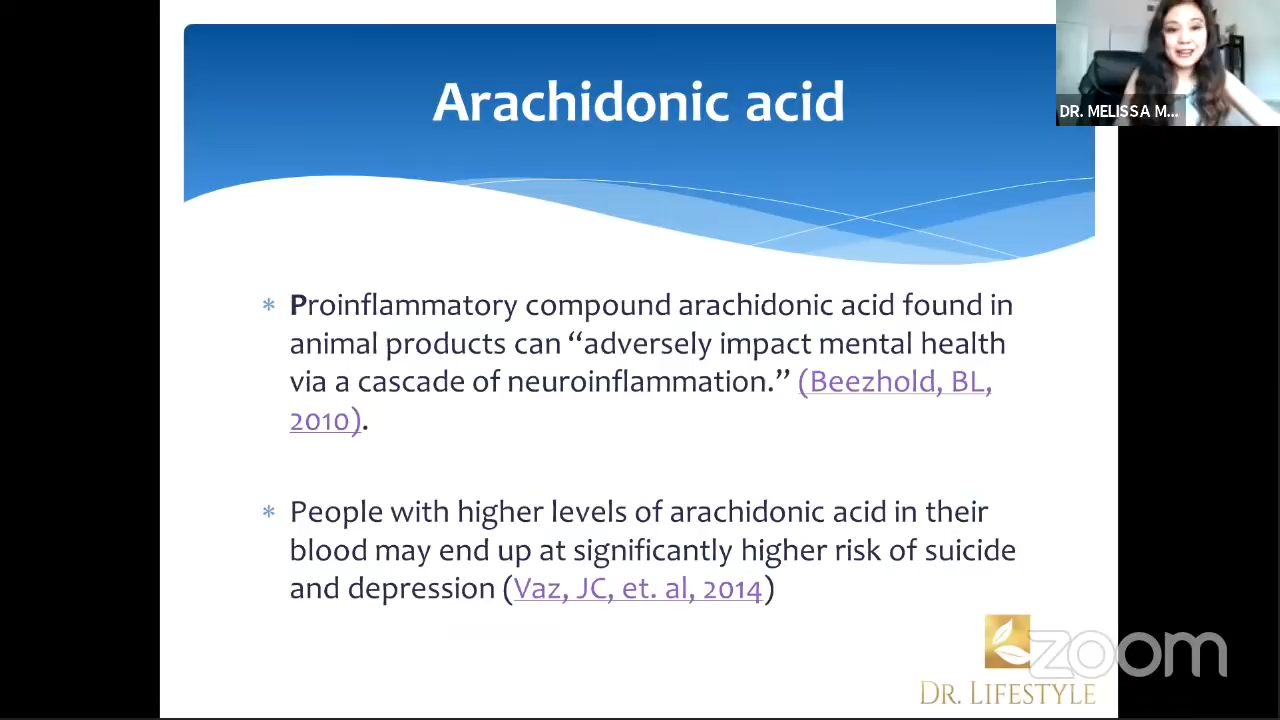 Arachidonic acid
DR. MELISSA M...
* Proinflammatory compound arachidonic acid found in
animal products can “adversely impact mental health
via a cascade of neuroinflammation.” (Beezhold, BL,
2010).
* People with higher levels of arachidonic acid in their
blood may end up at significantly higher risk of suicide
and depression (Vaz, JC, et. al, 2014)
zoom
DR. LIFESTYLE